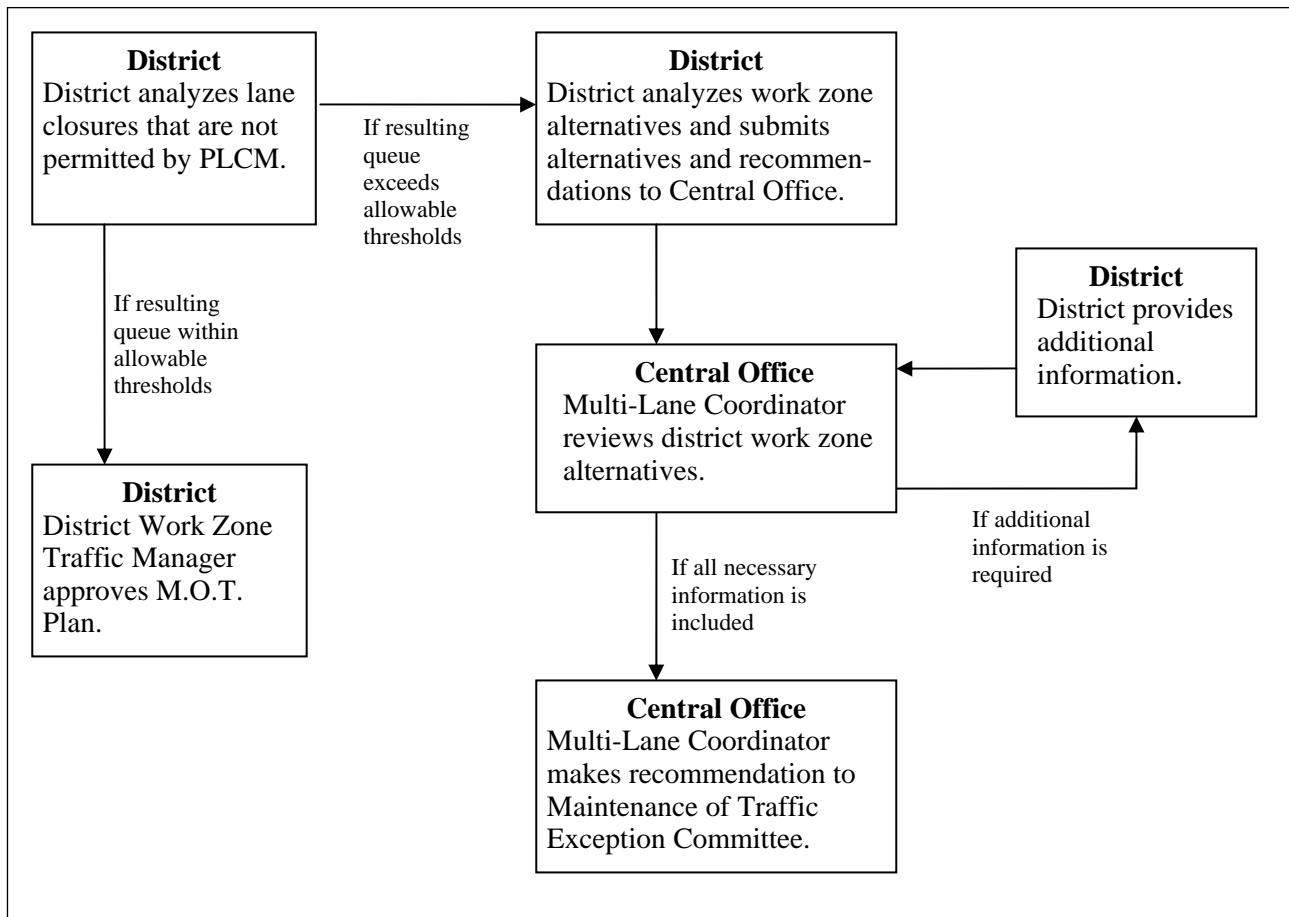 District
District analyzes lane
closures that are not
permitted by PLCM.
If resulting
queue
exceeds
allowable
thresholds
District
District analyzes work zone
alternatives and submits
alternatives and recommen-
dations to Central Office.
If resulting
queue within
allowable
thresholds
District
District provides
additional
information.
Central Office
Multi-Lane Coordinator
reviews district work zone
alternatives.
District
District Work Zone
Traffic Manager
approves M.O.T.
Plan.
If additional
information is
required
If all necessary
information is
included
Central Office
Multi-Lane Coordinator
makes recommendation to
Maintenance of Traffic
Exception Committee.